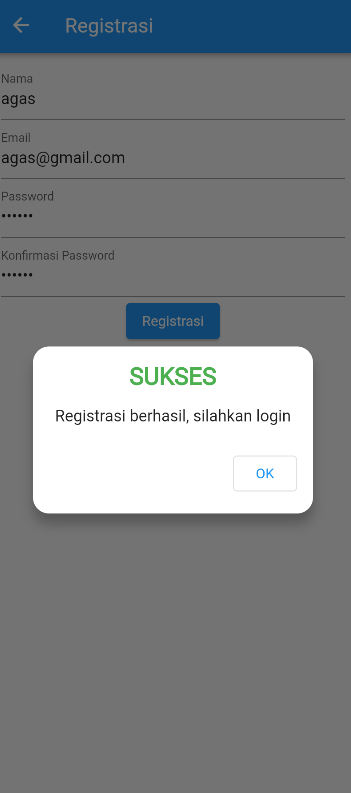 Registrasi
Nama
agas
Email
agas@gmail.com
Password
••••••
Konfirmasi Password
••••••
Registrasi
SUKSES
Registrasi berhasil, silahkan login
OK